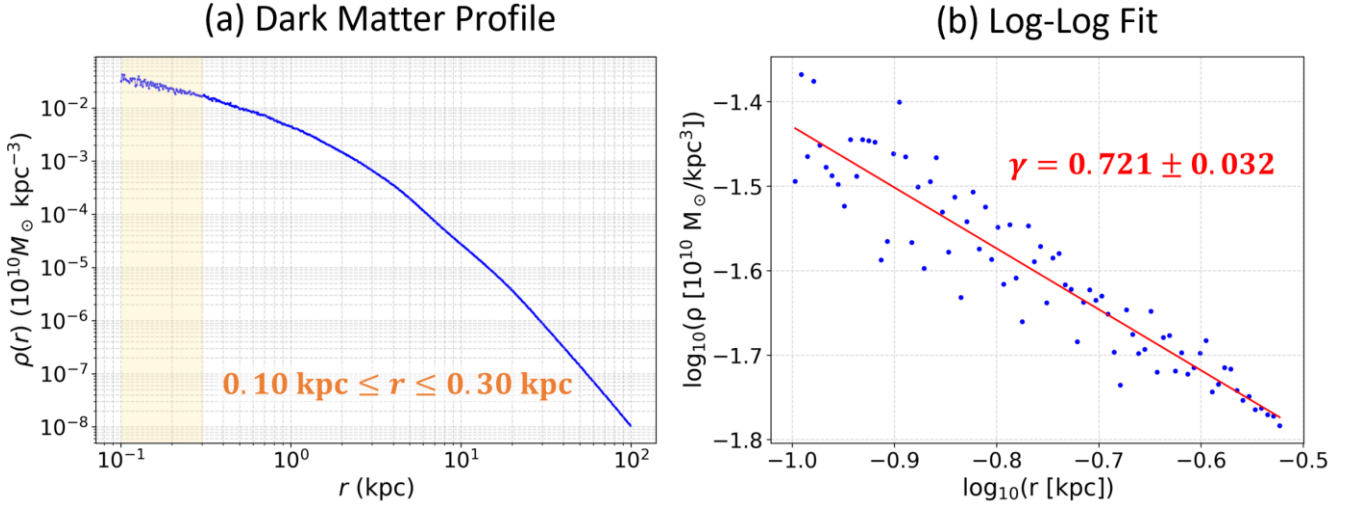 (a) Dark Matter Profile
ρ(r) (10¹⁰M⊙ kpc⁻³)
10⁻²
10⁻³
10⁻⁴
10⁻⁵
10⁻⁶
10⁻⁷
10⁻⁸
0.10 kpc ≤ r ≤ 0.30 kpc
10⁻¹ 10⁰ 10¹ 10²
r (kpc)
(b) Log-Log Fit
log₁₀(ρ [10¹⁰ M⊙/kpc³])
−1.4
−1.5
−1.6
−1.7
−1.8
γ = 0.721 ± 0.032
−1.0 −0.9 −0.8 −0.7 −0.6 −0.5
log₁₀(r [kpc])